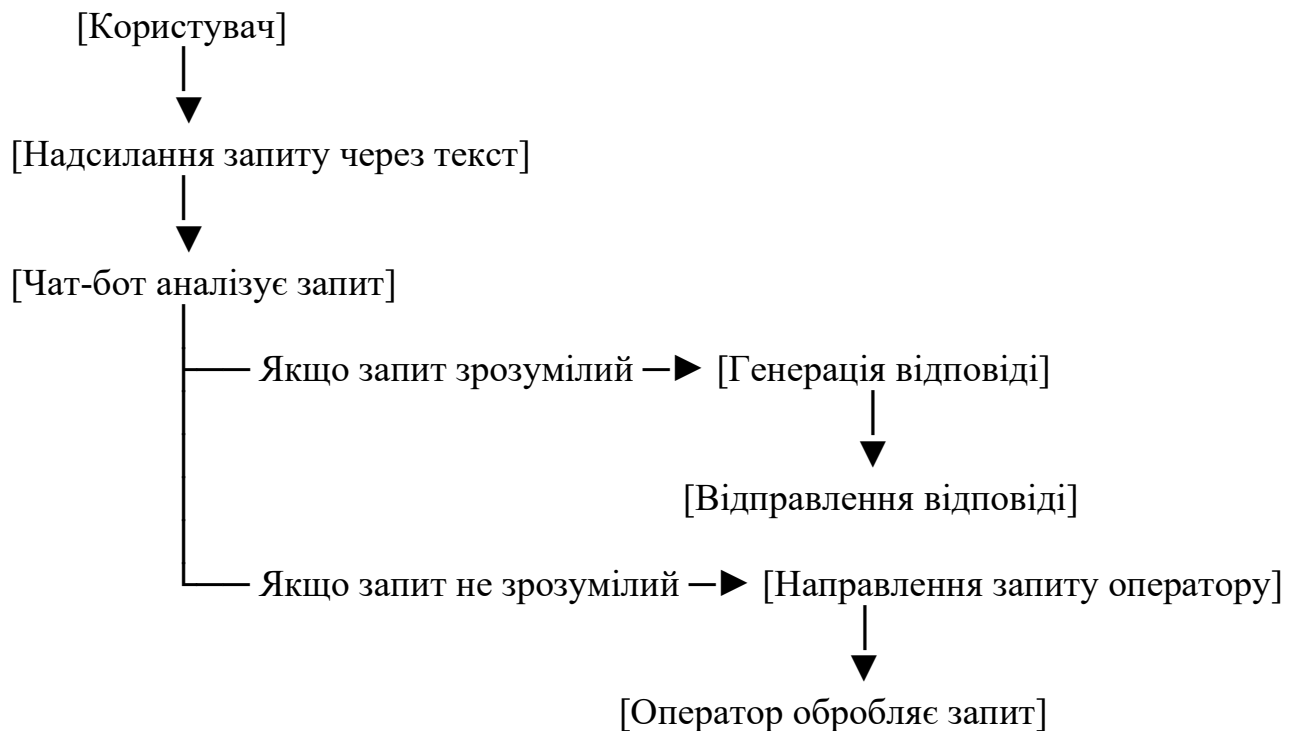 [Користувач]
[Надсилання запиту через текст]
[Чат-бот аналізує запит]
Якщо запит зрозумілий
[Генерація відповіді]
[Відправлення відповіді]
Якщо запит не зрозумілий
[Направлення запиту оператору]
[Оператор обробляє запит]